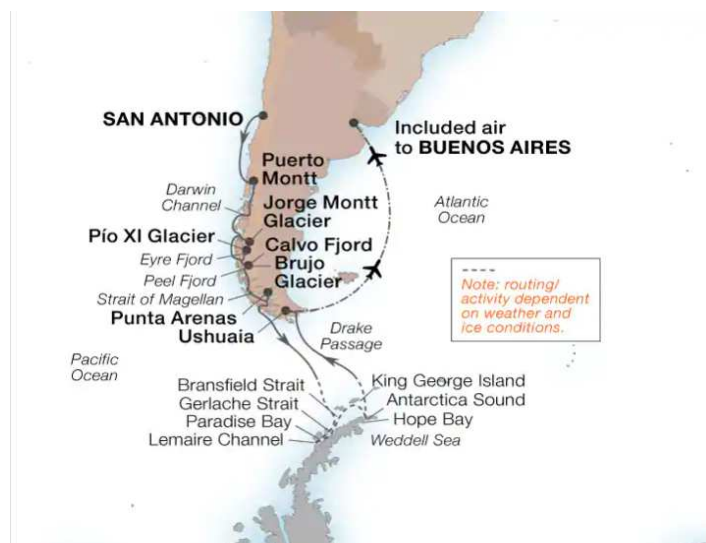 SAN ANTONIO
Included air
to BUENOS AIRES
Puerto
Montt
Darwin
Channel
Jorge Montt
Glacier
Atlantic
Ocean
Pío XI Glacier
Calvo Fjord
Eyre Fjord
Brujo
Glacier
Peel Fjord
Strait of Magellan
Punta Arenas
Ushuaia
Note: routing/
activity dependent
on weather and
ice conditions.
Drake
Passage
Pacific
Ocean
Bransfield Strait
King George Island
Gerlache Strait
Antarctica Sound
Paradise Bay
Hope Bay
Lemaire Channel
Weddell Sea